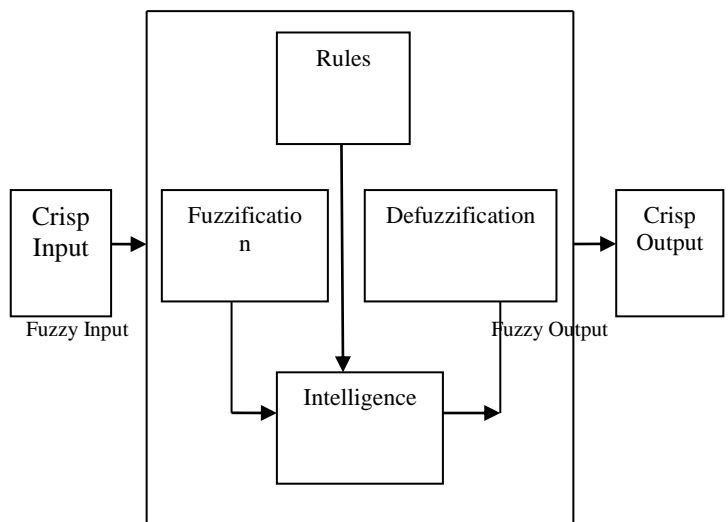 Rules
Crisp
Input
Fuzzificatio
n
Defuzzification
Crisp
Output
Fuzzy Input
Fuzzy Output
Intelligence